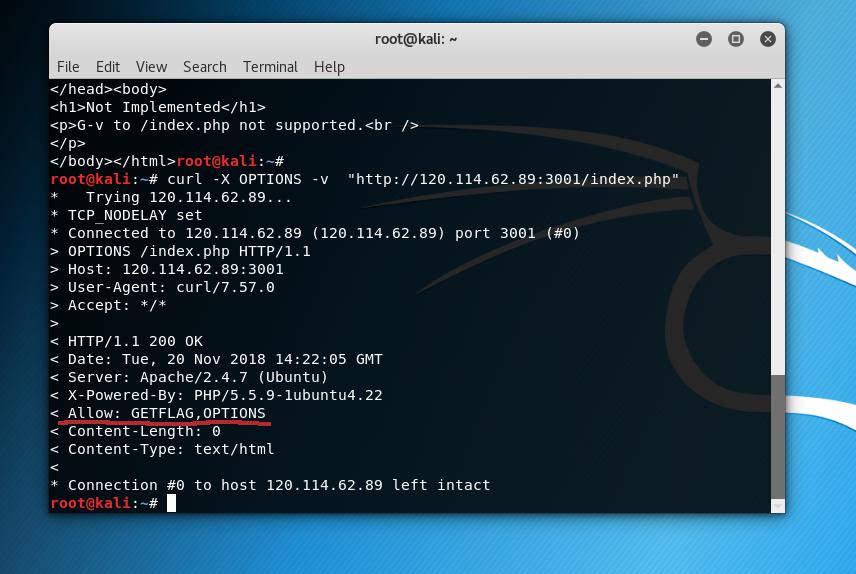 root@kali: ~
File Edit View Search Terminal Help
</head><body>
<h1>Not Implemented</h1>
<p>G-v to /index.php not supported.<br />
</p>
</body></html>root@kali:~#
root@kali:~# curl -X OPTIONS -v  "http://120.114.62.89:3001/index.php"
*   Trying 120.114.62.89...
* TCP_NODELAY set
* Connected to 120.114.62.89 (120.114.62.89) port 3001 (#0)
> OPTIONS /index.php HTTP/1.1
> Host: 120.114.62.89:3001
> User-Agent: curl/7.57.0
> Accept: */*
>
< HTTP/1.1 200 OK
< Date: Tue, 20 Nov 2018 14:22:05 GMT
< Server: Apache/2.4.7 (Ubuntu)
< X-Powered-By: PHP/5.5.9-1ubuntu4.22
< Allow: GETFLAG,OPTIONS
< Content-Length: 0
< Content-Type: text/html
<
* Connection #0 to host 120.114.62.89 left intact
root@kali:~#